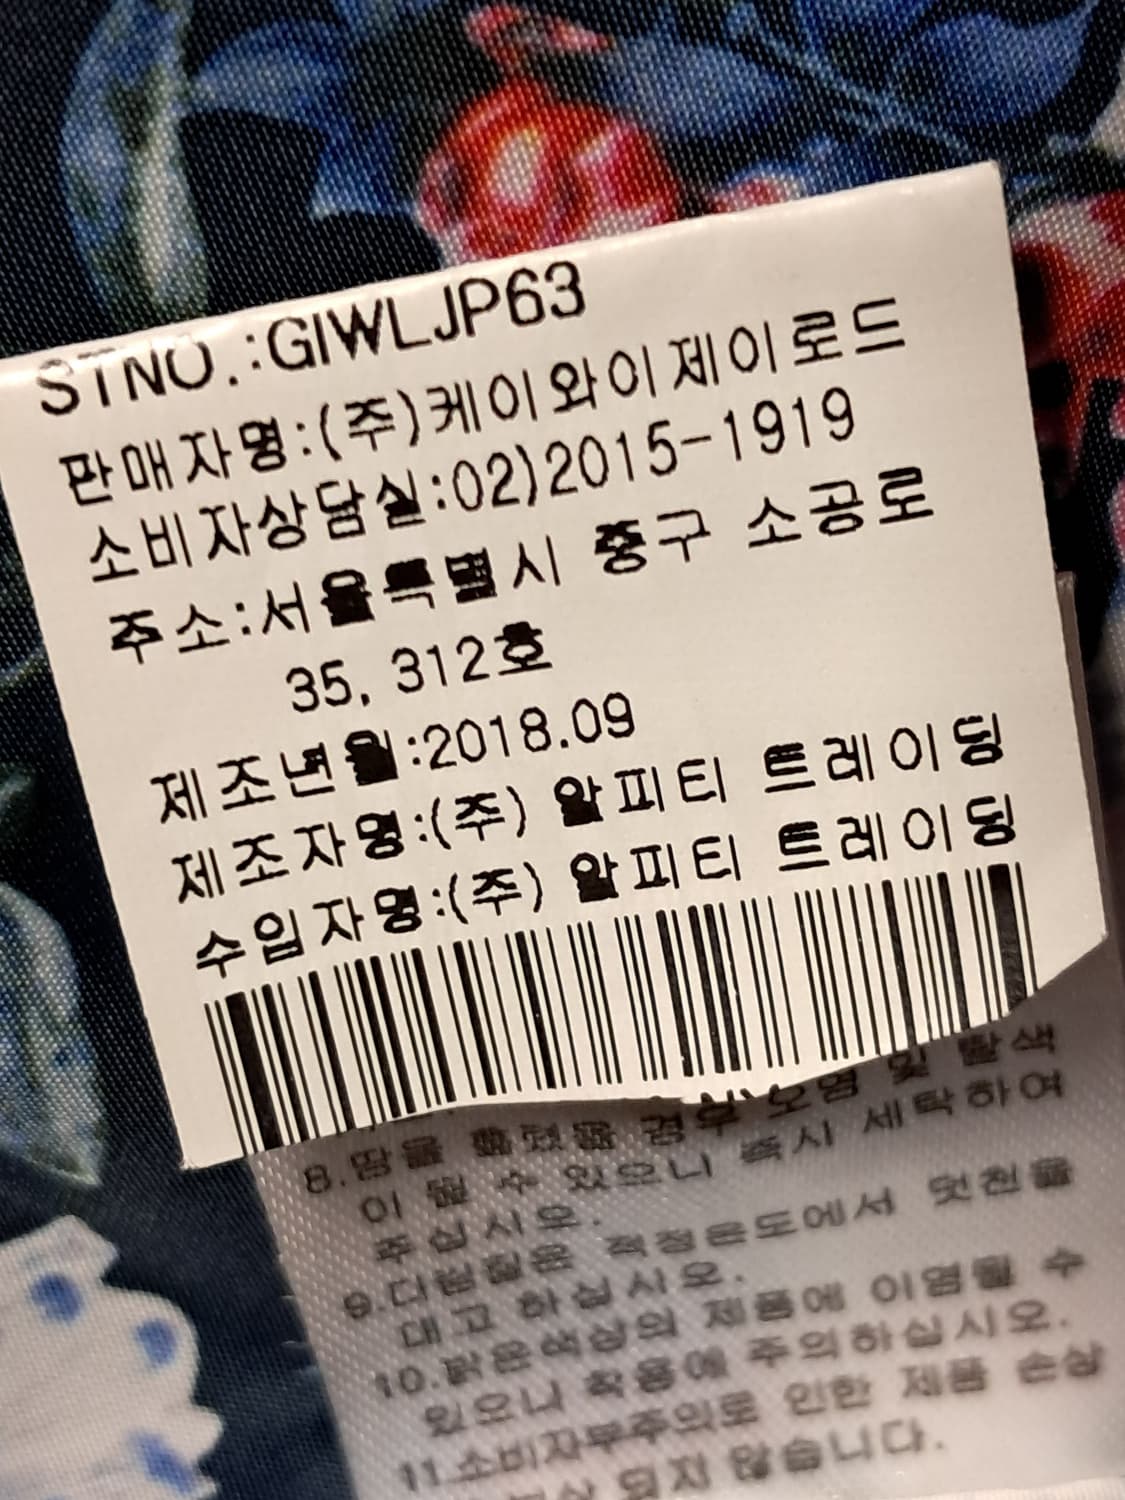 STNO.:GIWLJP63
판매자명:(주)케이와이제이로드
소비자상담실:02)2015-1919
주소:서울특별시 중구 소공로
35, 312호
제조년월:2018.09
제조자명:(주) 알피티 트레이딩
수입자명:(주) 알피티 트레이딩
및 탈색
8.땀을 흘렸을 경우 오염
이 될 수 있으니 즉시 세탁하여
주십시오.
9.다림질은 적정온도에서 덧천을
대고 하십시오.
10.밝은색상의 제품에 이염될 수
있으니 착용에 주의하십시오.
11.소비자부주의로 인한 제품 손상
보상 되지 않습니다.